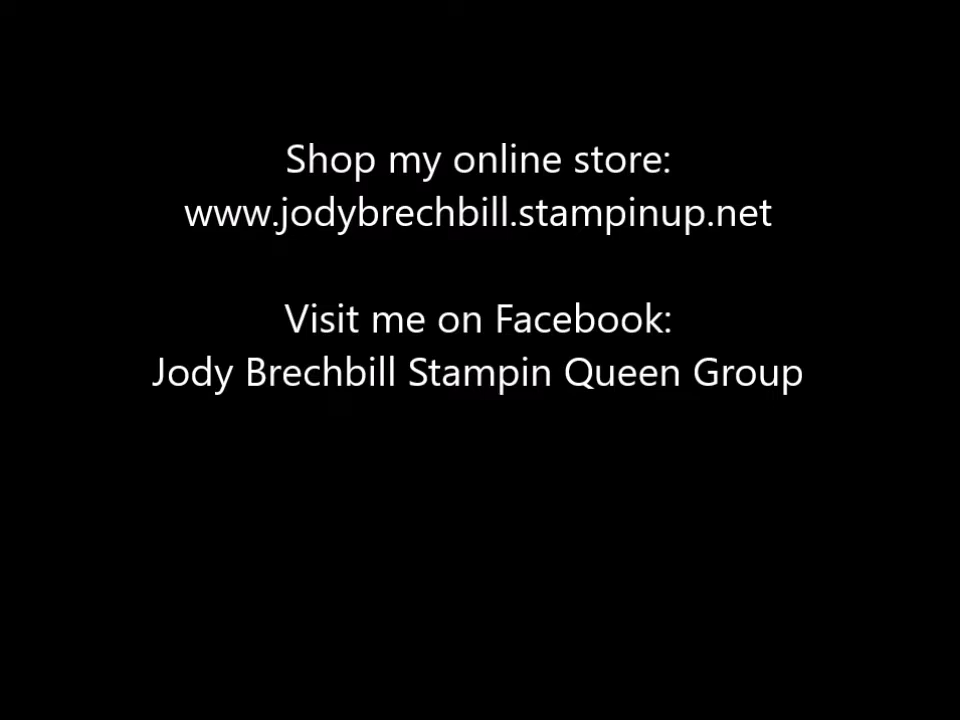 Shop my online store:
www.jodybrechbill.stampinup.net
Visit me on Facebook:
Jody Brechbill Stampin Queen Group